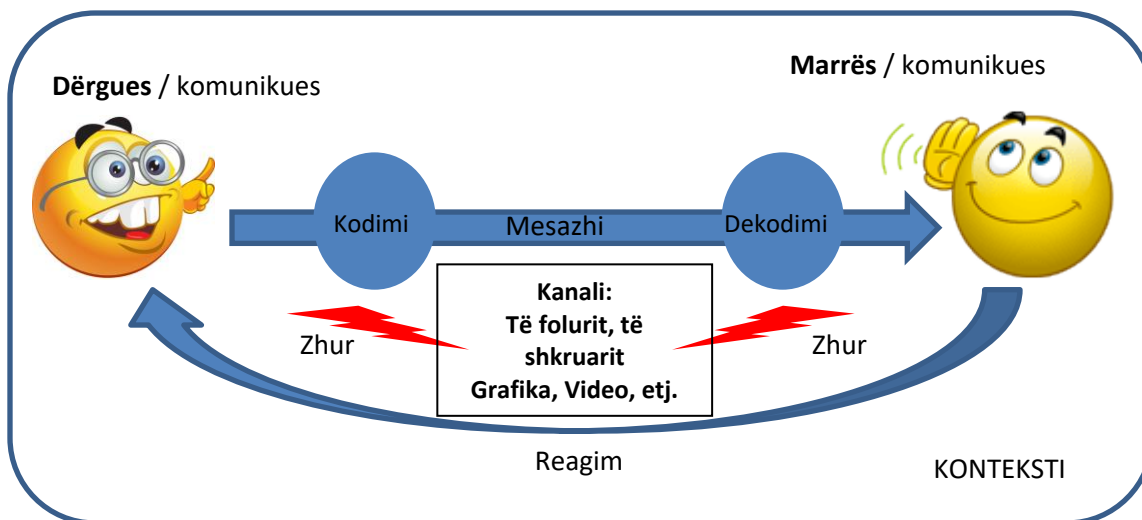 Dërgues / komunikues
Marrës / komunikues
Kodimi
Mesazhi
Dekodimi
Kanali:
Të folurit, të
shkruarit
Grafika, Video, etj.
Zhur
Zhur
Reagim
KONTEKSTI